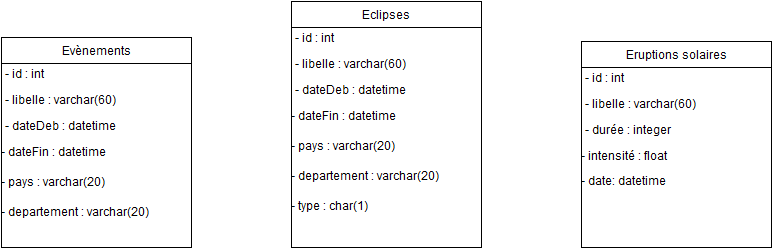 Evènements
- id : int
- libelle : varchar(60)
- dateDeb : datetime
- dateFin : datetime
- pays : varchar(20)
- departement : varchar(20)
Eclipses
- id : int
- libelle : varchar(60)
- dateDeb : datetime
- dateFin : datetime
- pays : varchar(20)
- departement : varchar(20)
- type : char(1)
Eruptions solaires
- id : int
- libelle : varchar(60)
- durée : integer
- intensité : float
- date: datetime